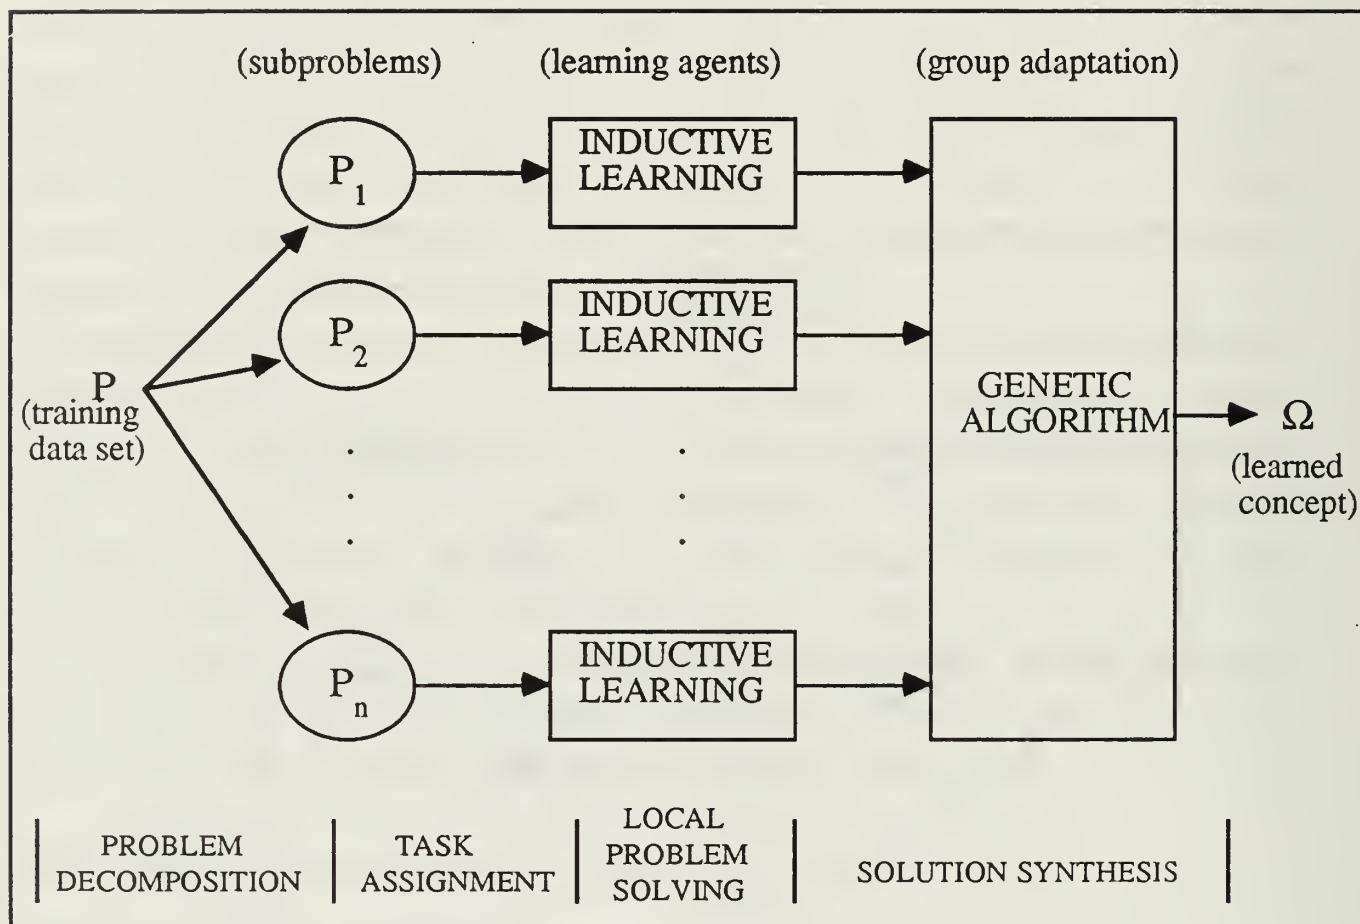 (subproblems) (learning agents) (group adaptation)
P₁
INDUCTIVE
LEARNING
P₂
INDUCTIVE
LEARNING
P
(training
data set)
GENETIC
ALGORITHM
Ω
(learned
concept)
Pₙ
INDUCTIVE
LEARNING
PROBLEM
DECOMPOSITION
TASK
ASSIGNMENT
LOCAL
PROBLEM
SOLVING
SOLUTION SYNTHESIS